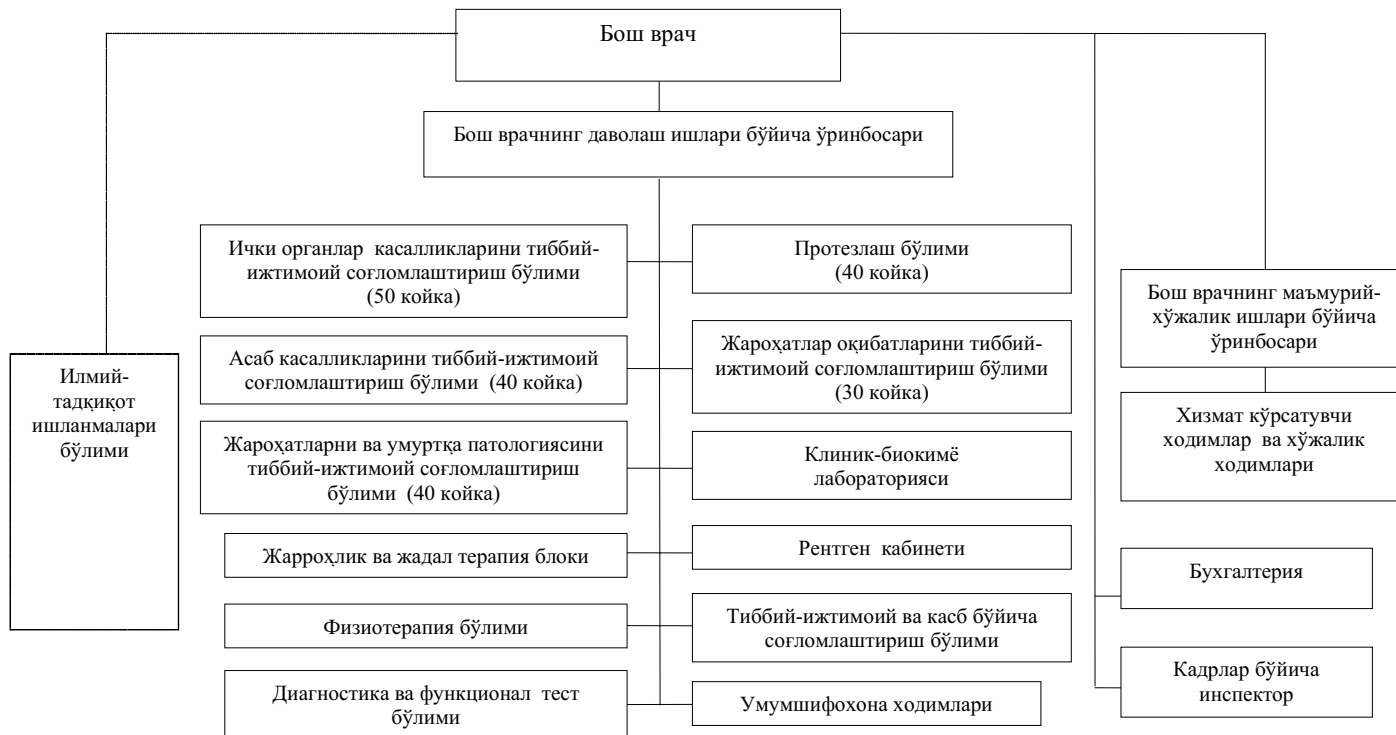 Бош врач
Бош врачнинг даволаш ишлари бўйича ўринбосари
Ички органлар касалликларини тиббий-
ижтимоий соғломлаштириш бўлими
(50 койка)
Протезлаш бўлими
(40 койка)
Асаб касалликларини тиббий-ижтимоий
соғломлаштириш бўлими (40 койка)
Жароҳатлар оқибатларини тиббий-
ижтимоий соғломлаштириш бўлими
(30 койка)
Жароҳатларни ва умуртқа патологиясини
тиббий-ижтимоий соғломлаштириш
бўлими (40 койка)
Клиник-биокимё
лабораторияси
Жарроҳлик ва жадал терапия блоки
Рентген кабинети
Физиотерапия бўлими
Тиббий-ижтимоий ва касб бўйича
соғломлаштириш бўлими
Диагностика ва функционал тест
бўлими
Умумшифохона ходимлари
Илмий-
тадқиқот
ишланмалари
бўлими
Бош врачнинг маъмурий-
хўжалик ишлари бўйича
ўринбосари
Хизмат кўрсатувчи
ходимлар ва хўжалик
ходимлари
Бухгалтерия
Кадрлар бўйича
инспектор